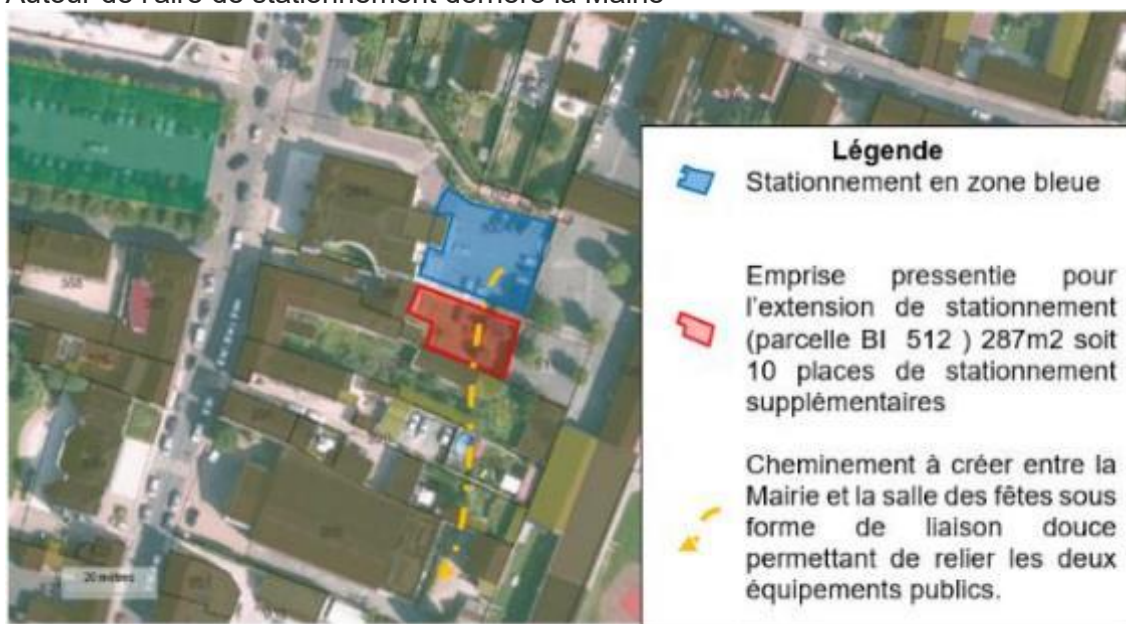 Autour de l'aire de stationnement derrière la Mairie
Légende
Stationnement en zone bleue
Emprise pressentie pour
l'extension de stationnement
(parcelle BI 512 ) 287m2 soit
10 places de stationnement
supplémentaires
Cheminement à créer entre la
Mairie et la salle des fêtes sous
forme de liaison douce
permettant de relier les deux
équipements publics.
20 mètres